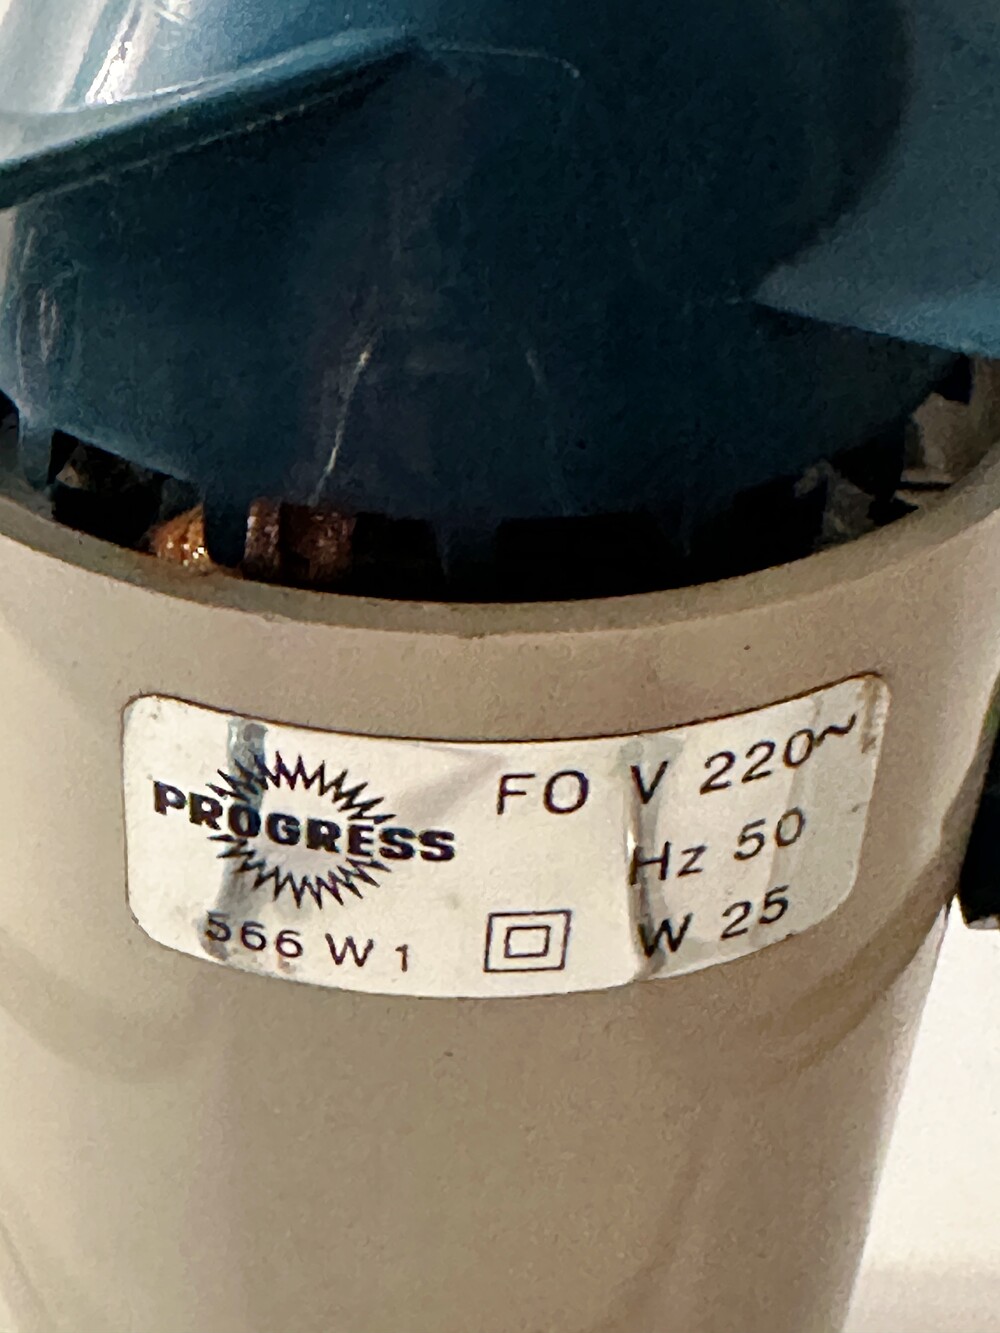 PROGRESS
566 W 1
FO V 220~
Hz 50
W 25